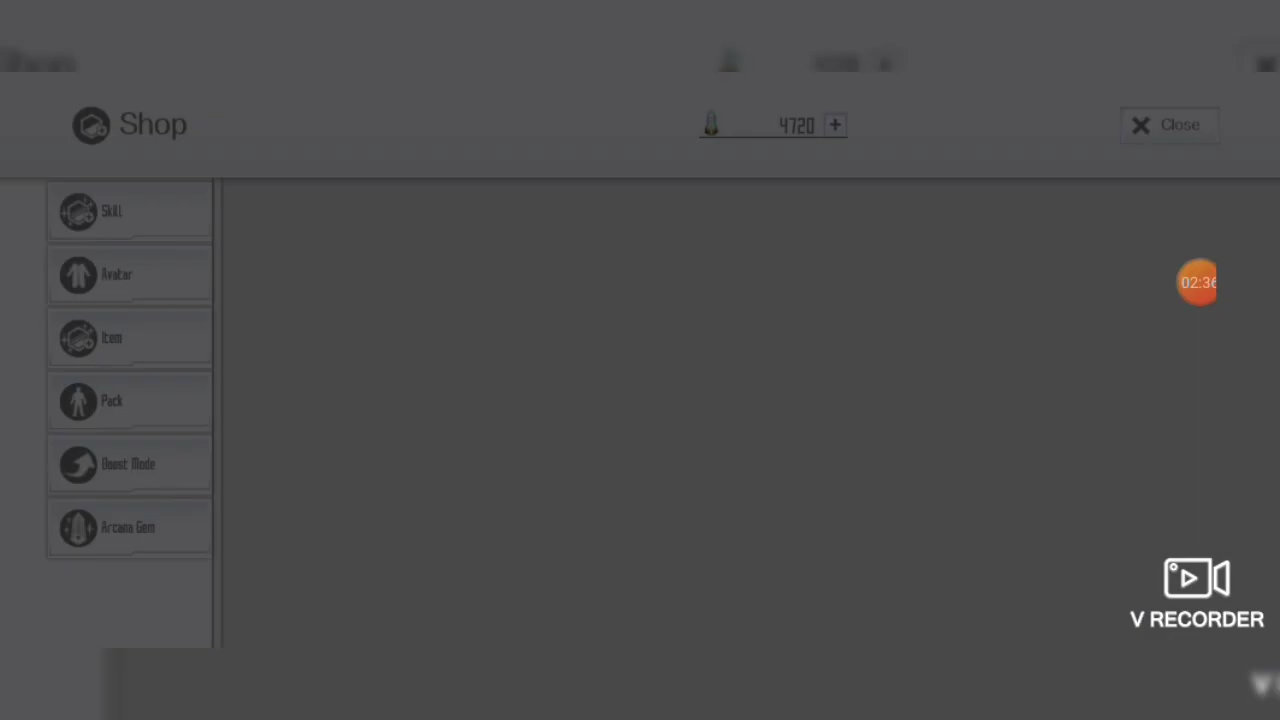 Shop
4720
Close
Skill
Avatar
02:36
Item
Pack
Boost Mode
Arcana Gem
V RECORDER